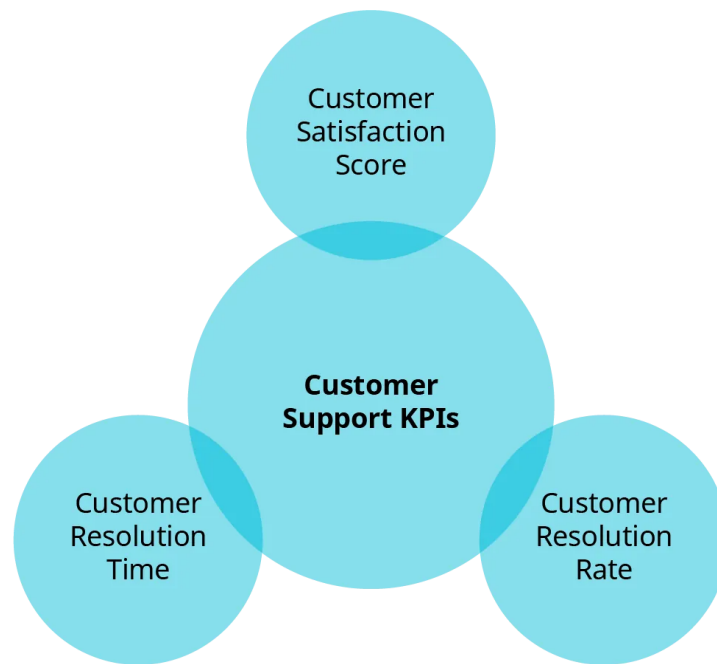 Customer
Satisfaction
Score
Customer
Support KPIs
Customer
Resolution
Time
Customer
Resolution
Rate